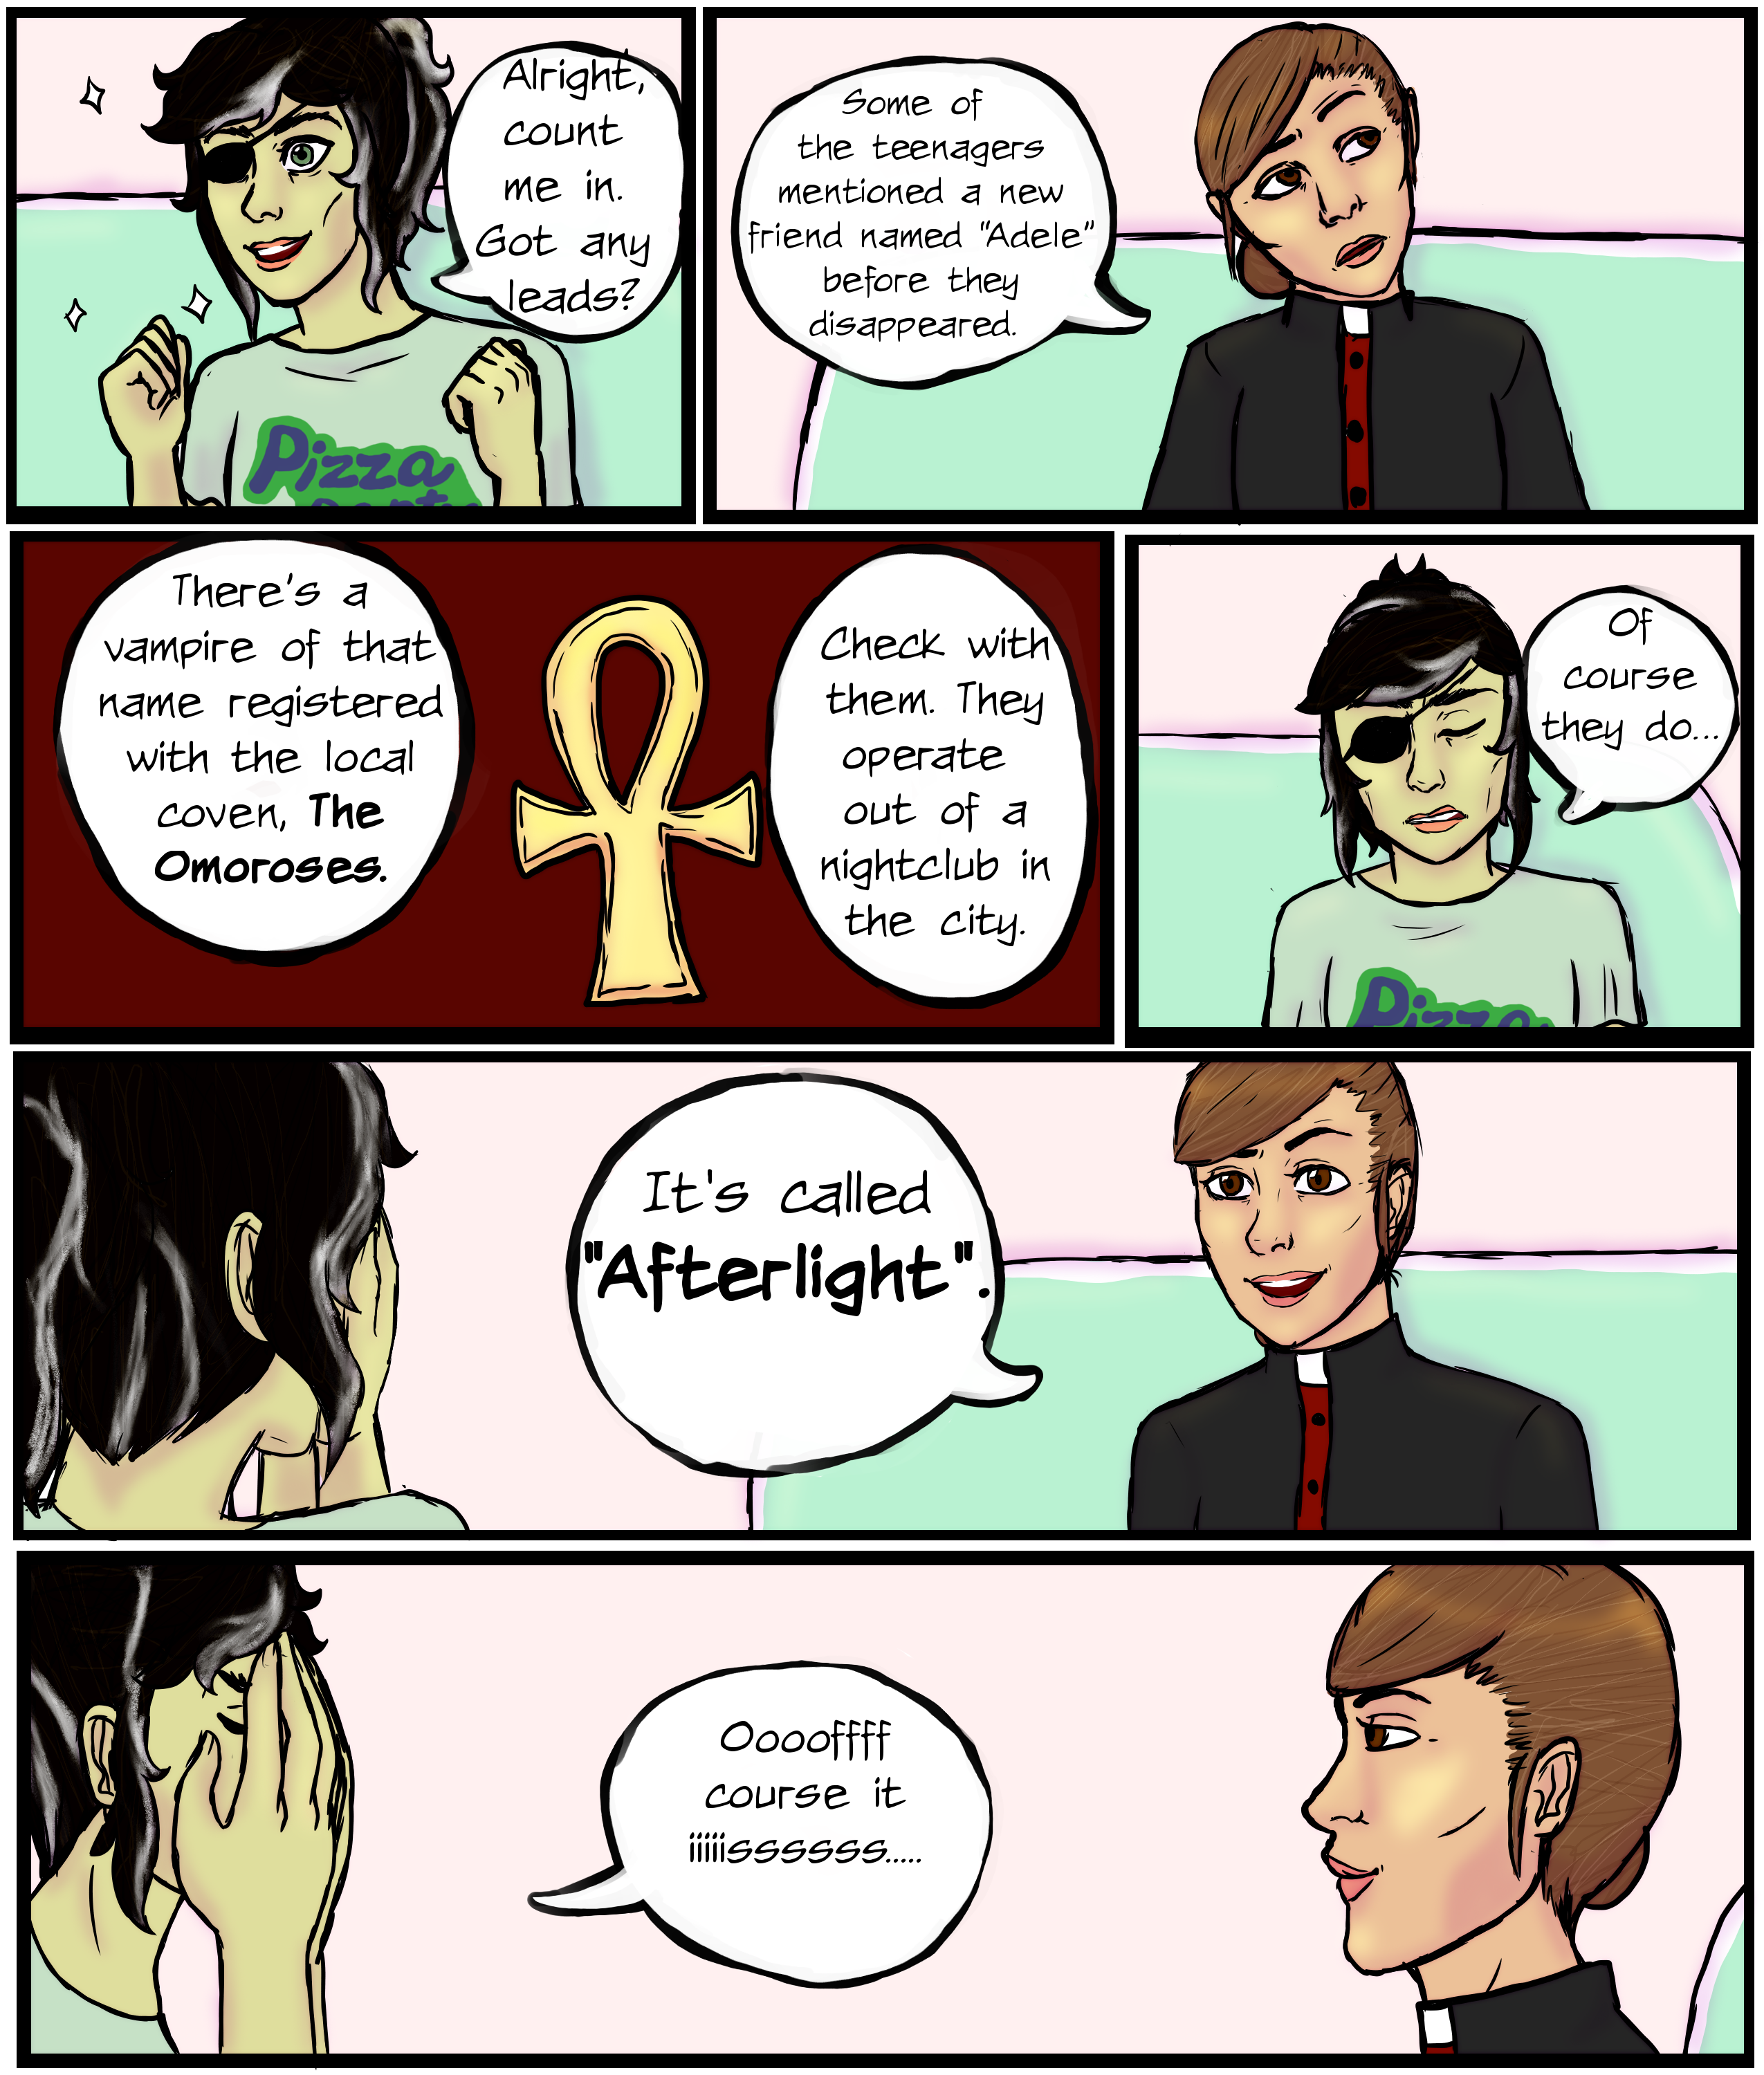 Alright,
count
me in.
Got any
leads?
Pizza
Some of
the teenagers
mentioned a new
friend named "Adele"
before they
disappeared.
There's a
vampire of that
name registered
with the local
coven, The
Omoroses.
Check with
them. They
operate
out of a
nightclub in
the city.
Of
course
they do...
Pizza
It's called
"Afterlight".
Ooooffff
course it
iiiiissssss.....